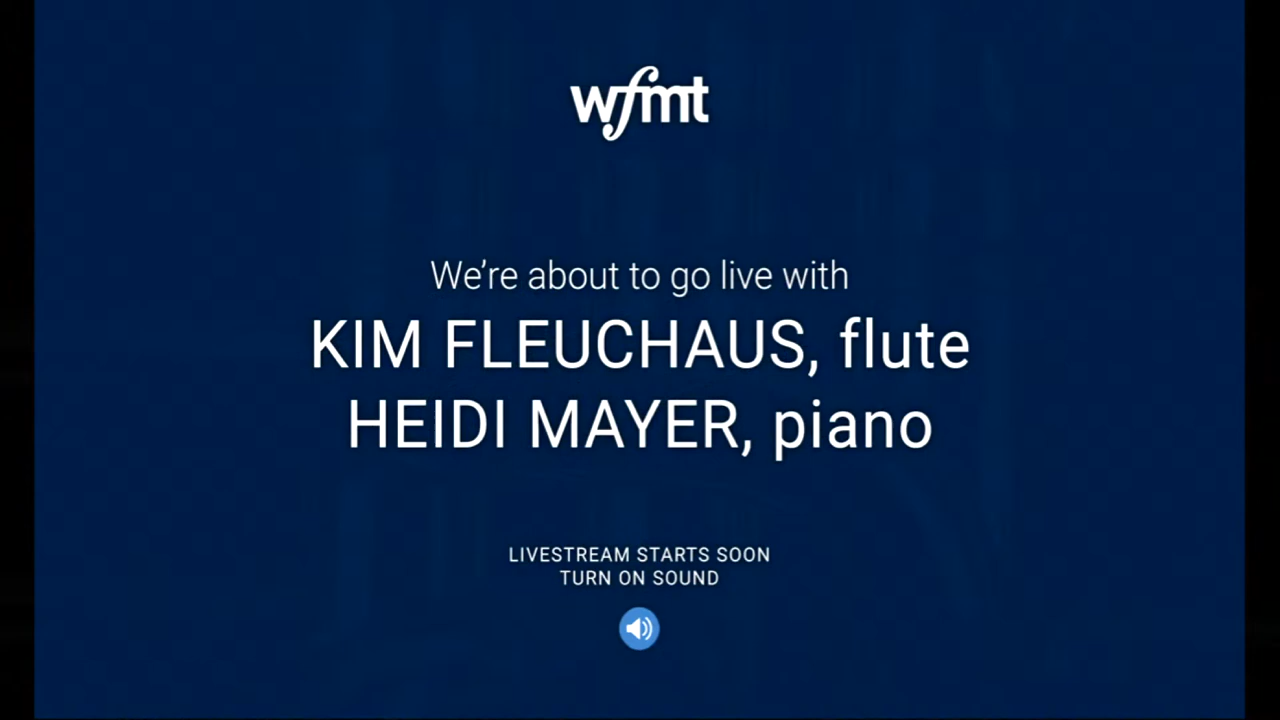 wfmt
We're about to go live with
KIM FLEUCHAUS, flute
HEIDI MAYER, piano
LIVESTREAM STARTS SOON
TURN ON SOUND